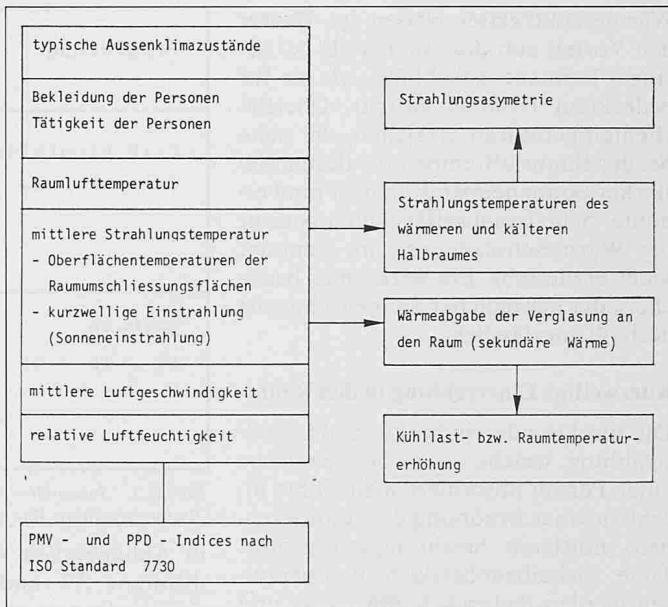 typische Aussenklimazustände
Bekleidung der Personen
Tätigkeit der Personen
Raumlufttemperatur
mittlere Strahlungstemperatur
- Oberflächentemperaturen der
Raumumschliessungsflächen
- kurzwellige Einstrahlung
(Sonneneinstrahlung)
mittlere Luftgeschwindigkeit
relative Luftfeuchtigkeit
PMV - und PPD - Indices nach
ISO Standard 7730
Strahlungsasymetrie
Strahlungstemperaturen des
wärmeren und kälteren
Halbraumes
Wärmeabgabe der Verglasung an
den Raum (sekundäre Wärme)
Kühllast- bzw. Raumtemperatur-
erhöhung